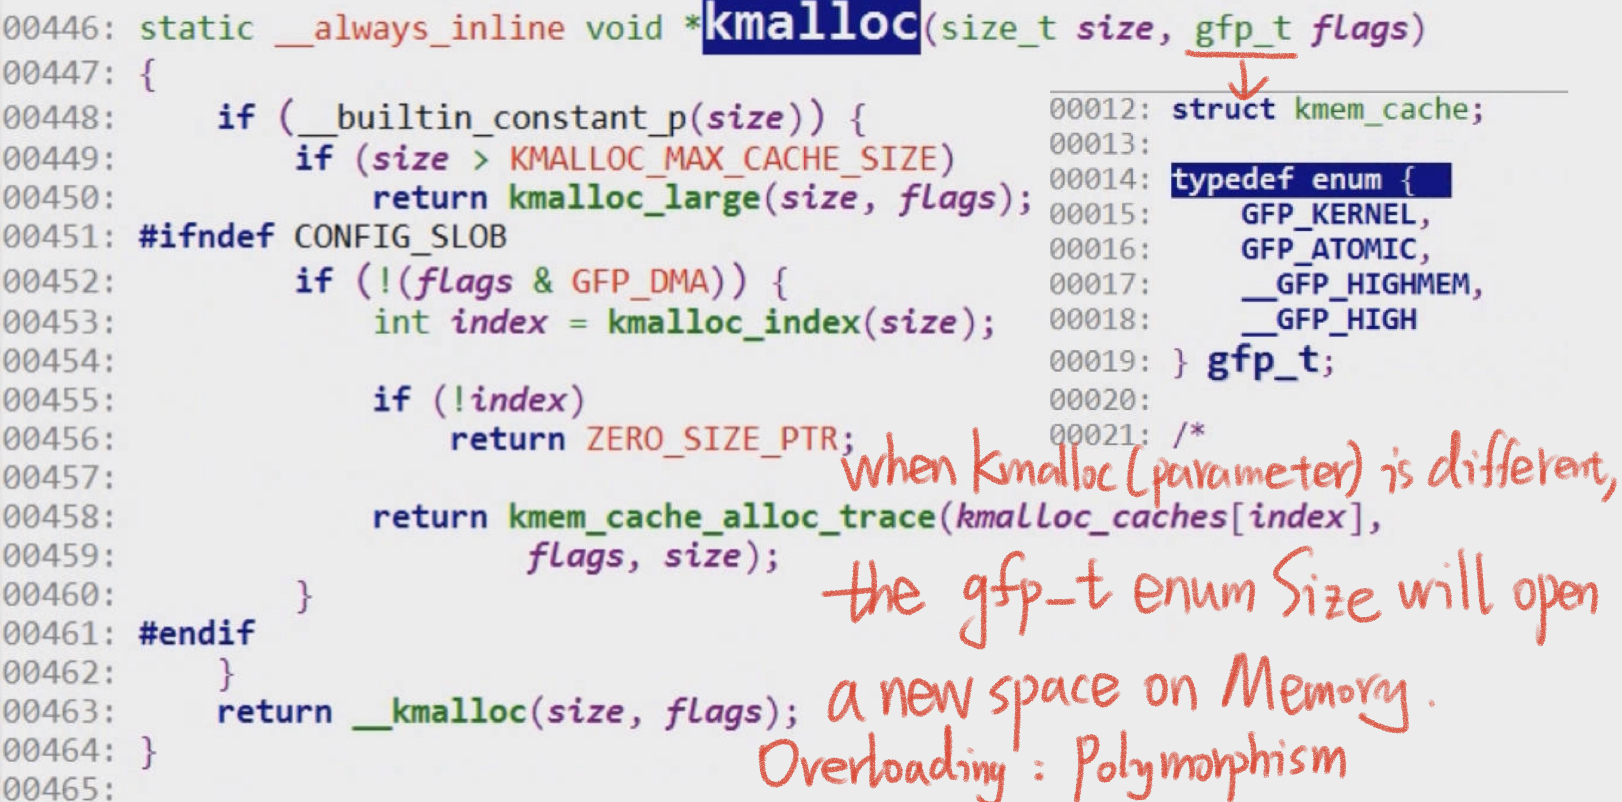 00446: static __always_inline void *kmalloc(size_t size, gfp_t flags)
00447: {
00448: if (__builtin_constant_p(size)) {
00449: if (size > KMALLOC_MAX_CACHE_SIZE)
00450: return kmalloc_large(size, flags);
00451: #ifndef CONFIG_SLOB
00452: if (!(flags & GFP_DMA)) {
00453: int index = kmalloc_index(size);
00454:
00455: if (!index)
00456: return ZERO_SIZE_PTR;
00457:
00458: return kmem_cache_alloc_trace(kmalloc_caches[index],
00459: flags, size);
00460: }
00461: #endif
00462: }
00463: return __kmalloc(size, flags);
00464: }
00465:
00012: struct kmem_cache;
00013:
00014: typedef enum {
00015: GFP_KERNEL,
00016: GFP_ATOMIC,
00017: __GFP_HIGHMEM,
00018: __GFP_HIGH
00019: } gfp_t;
00020:
00021: /*
when kmalloc(parameter) is different,
the gfp_t enum Size will open
a new space on Memory.
Overloading : Polymorphism